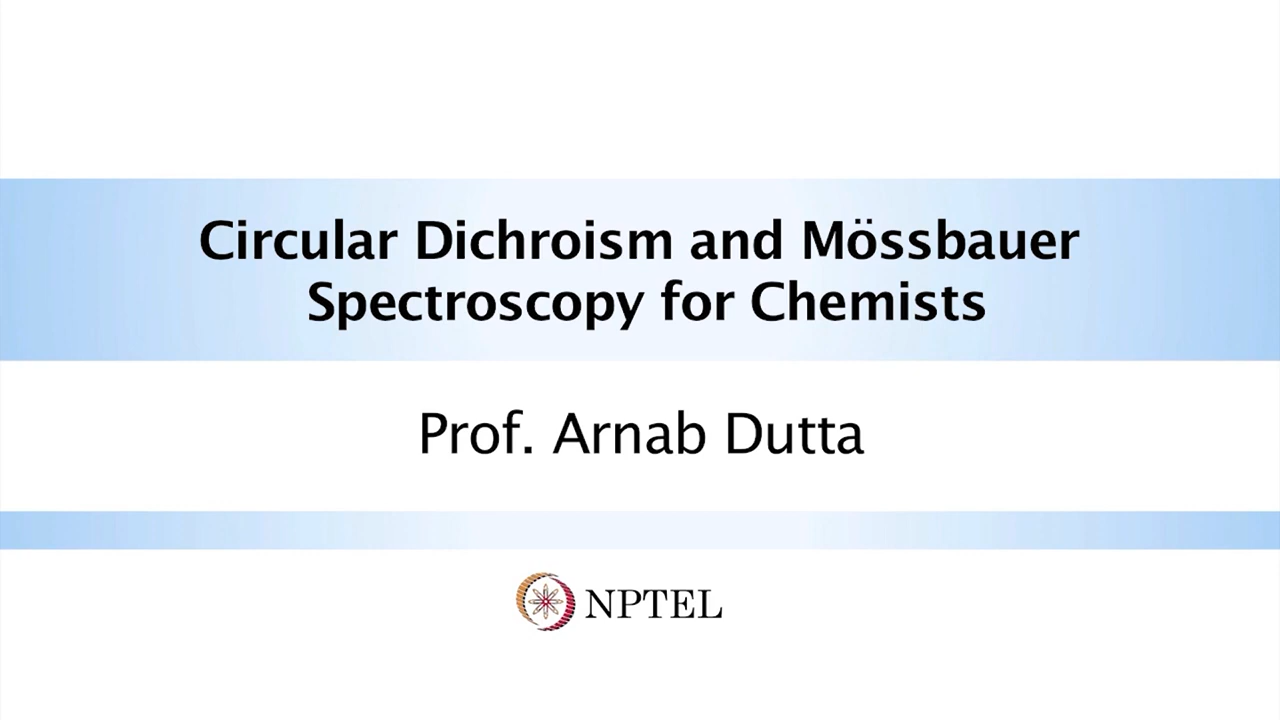 Circular Dichroism and Mössbauer
Spectroscopy for Chemists
Prof. Arnab Dutta
NPTEL